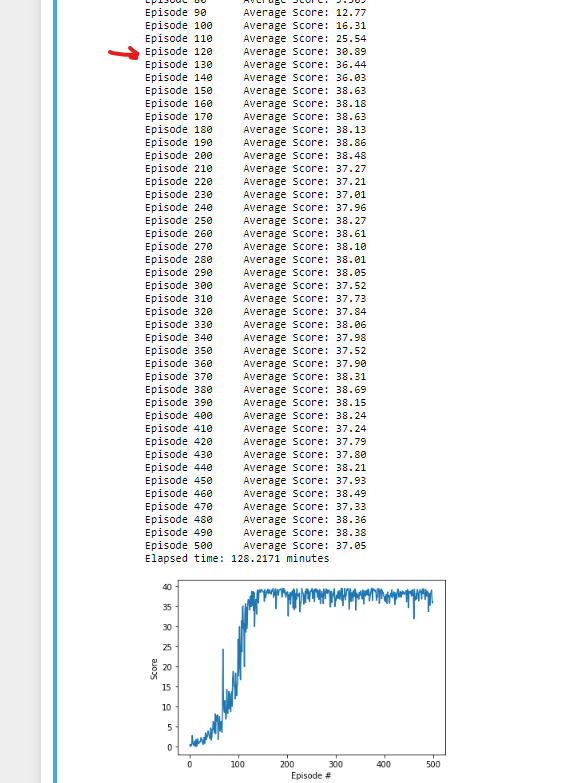 Episode 90 Average Score: 12.77
Episode 100 Average Score: 16.31
Episode 110 Average Score: 25.54
Episode 120 Average Score: 30.89
Episode 130 Average Score: 36.44
Episode 140 Average Score: 36.03
Episode 150 Average Score: 38.63
Episode 160 Average Score: 38.18
Episode 170 Average Score: 38.63
Episode 180 Average Score: 38.13
Episode 190 Average Score: 38.86
Episode 200 Average Score: 38.48
Episode 210 Average Score: 37.27
Episode 220 Average Score: 37.21
Episode 230 Average Score: 37.01
Episode 240 Average Score: 37.96
Episode 250 Average Score: 38.27
Episode 260 Average Score: 38.61
Episode 270 Average Score: 38.10
Episode 280 Average Score: 38.01
Episode 290 Average Score: 38.05
Episode 300 Average Score: 37.52
Episode 310 Average Score: 37.73
Episode 320 Average Score: 37.84
Episode 330 Average Score: 38.06
Episode 340 Average Score: 37.98
Episode 350 Average Score: 37.52
Episode 360 Average Score: 37.90
Episode 370 Average Score: 38.31
Episode 380 Average Score: 38.69
Episode 390 Average Score: 38.15
Episode 400 Average Score: 38.24
Episode 410 Average Score: 37.24
Episode 420 Average Score: 37.79
Episode 430 Average Score: 37.80
Episode 440 Average Score: 38.21
Episode 450 Average Score: 37.93
Episode 460 Average Score: 38.49
Episode 470 Average Score: 37.33
Episode 480 Average Score: 38.36
Episode 490 Average Score: 38.38
Episode 500 Average Score: 37.05
Elapsed time: 128.2171 minutes
40
35
30
25
20
15
10
5
0
Score
0 100 200 300 400 500
Episode #